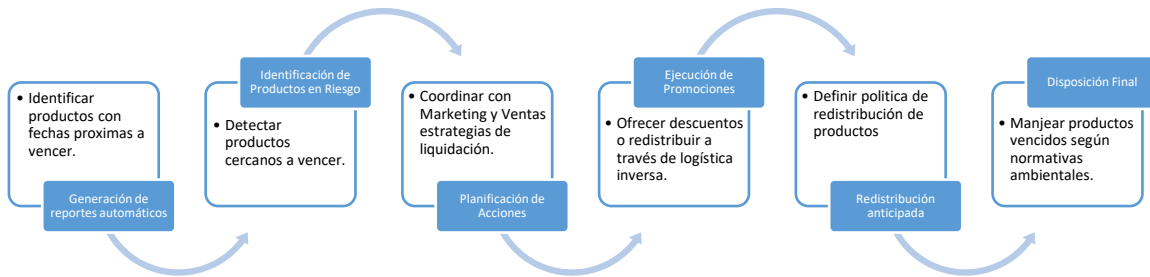 • Identificar
productos con
fechas proximas a
vencer.
Generación de
reportes automáticos
Identificación de
Productos en Riesgo
• Detectar
productos
cercanos a vencer.
• Coordinar con
Marketing y Ventas
estrategias de
liquidación.
Planificación de
Acciones
Ejecución de
Promociones
• Ofrecer descuentos
o redistribuir a
través de logística
inversa.
• Definir politica de
redistribución de
productos
Redistribución
anticipada
Disposición Final
• Manjear productos
vencidos según
normativas
ambientales.